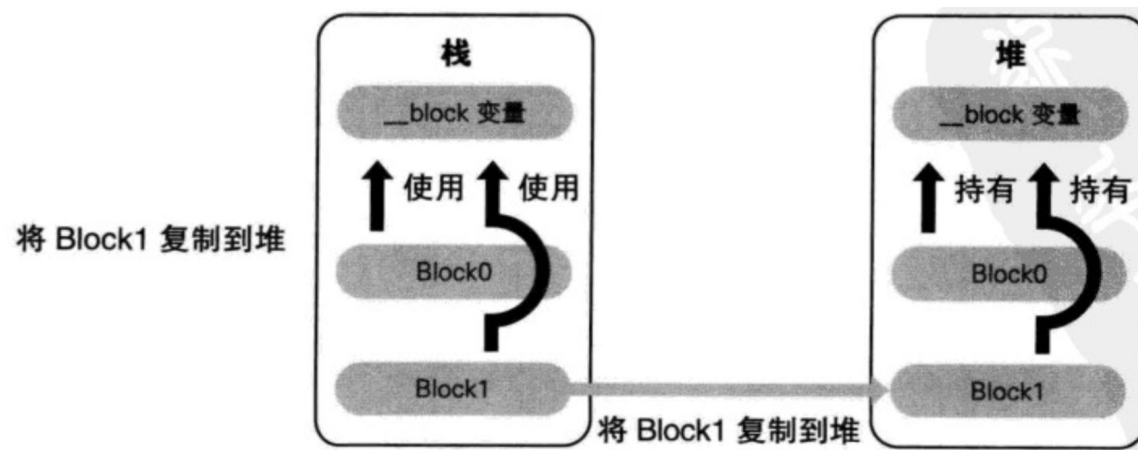 栈
堆
__block 变量
__block 变量
使用
使用
持有
持有
将 Block1 复制到堆
Block0
Block0
Block1
Block1
将 Block1 复制到堆